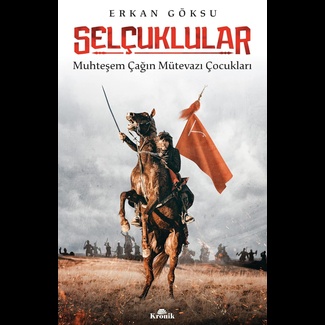 ERKAN GÖKSU
SELÇUKLULAR
Muhteşem Çağın Mütevazı Çocukları
Kronik